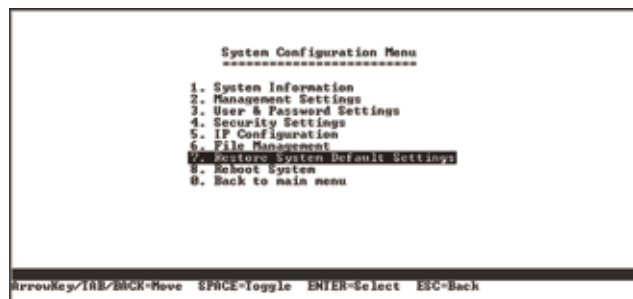 System Configuration Menu
=========================
1. System Information
2. Management Settings
3. User & Password Settings
4. Security Settings
5. IP Configuration
6. File Management
7. Restore System Default Settings
8. Reboot System
0. Back to main menu
ArrowKey/TAB/BACK=Move SPACE=Toggle ENTER=Select ESC=Back